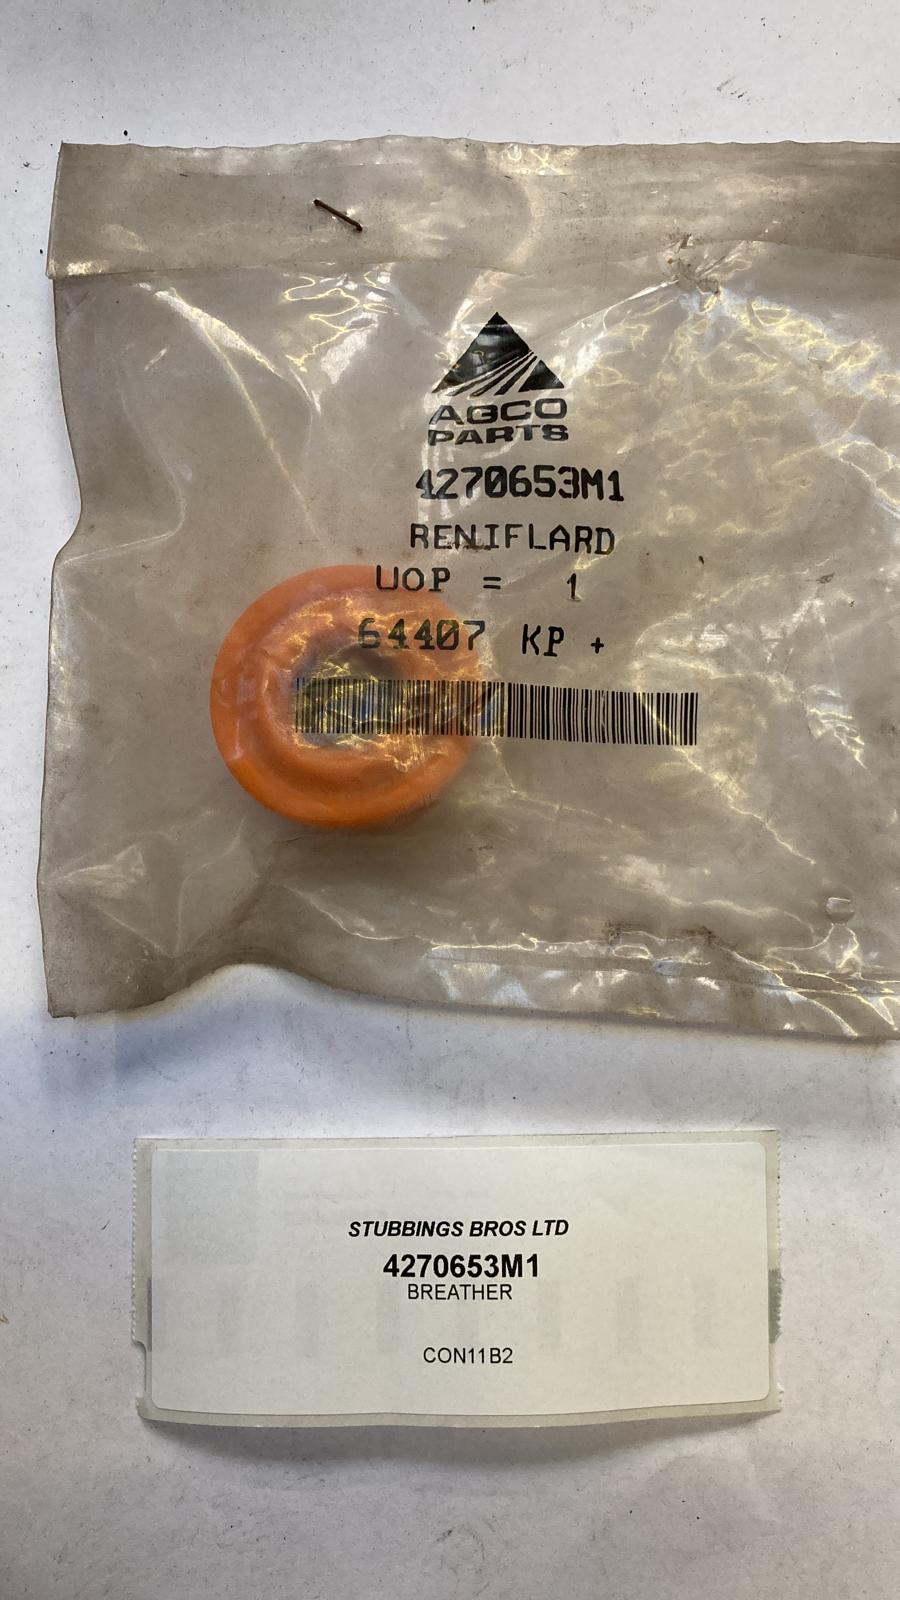 AGCO
PARTS
4270653M1
RENIFLARD
UOP = 1
64407 KP +
STUBBINGS BROS LTD
4270653M1
BREATHER
CON11B2